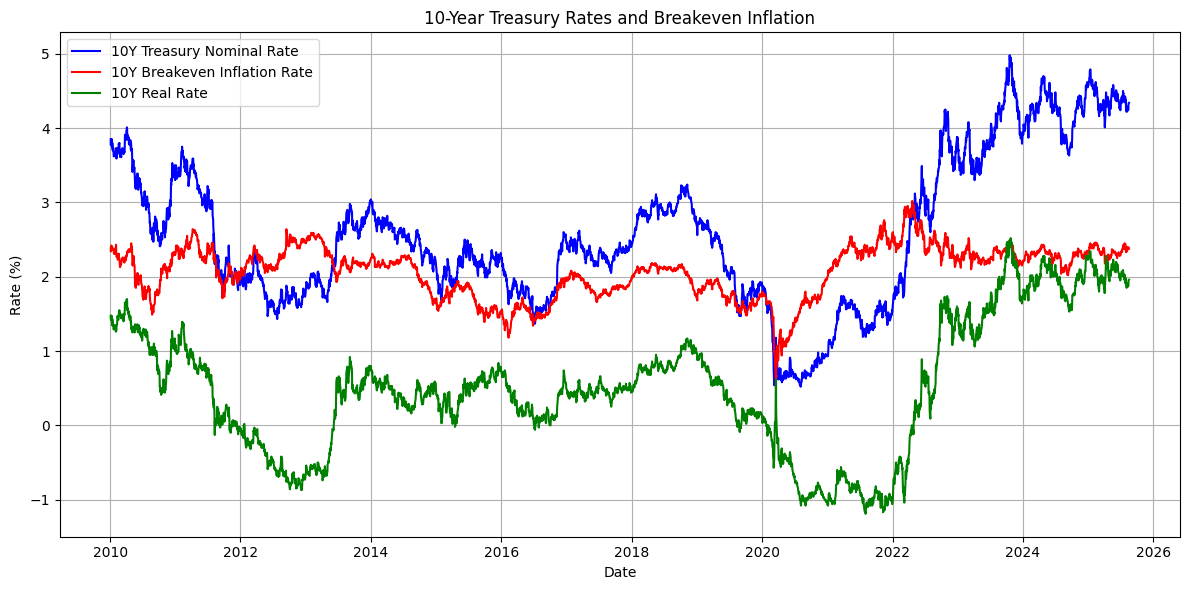 10-Year Treasury Rates and Breakeven Inflation
10Y Treasury Nominal Rate
10Y Breakeven Inflation Rate
10Y Real Rate
Rate (%)
5
4
3
2
1
0
−1
2010 2012 2014 2016 2018 2020 2022 2024 2026
Date